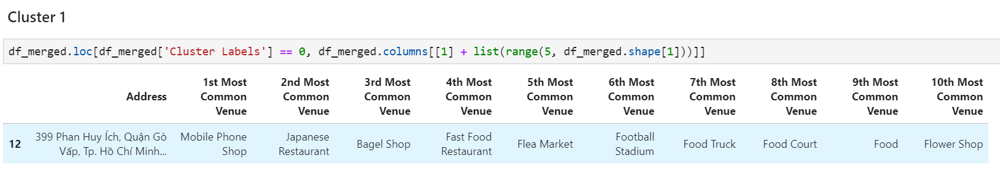 Cluster 1
df_merged.loc[df_merged['Cluster Labels'] == 0, df_merged.columns[[1] + list(range(5, df_merged.shape[1]))]]
Address 1st Most Common Venue 2nd Most Common Venue 3rd Most Common Venue 4th Most Common Venue 5th Most Common Venue 6th Most Common Venue 7th Most Common Venue 8th Most Common Venue 9th Most Common Venue 10th Most Common Venue
12 399 Phan Huy Ích, Quận Gò Vấp, Tp. Hồ Chí Minh... Mobile Phone Shop Japanese Restaurant Bagel Shop Fast Food Restaurant Flea Market Football Stadium Food Truck Food Court Food Flower Shop